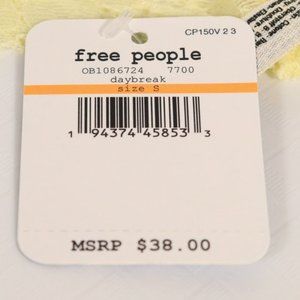 CP150V 2 3
free people
OB1086724 7700
daybreak
size S
1 94374 45853 3
MSRP $38.00